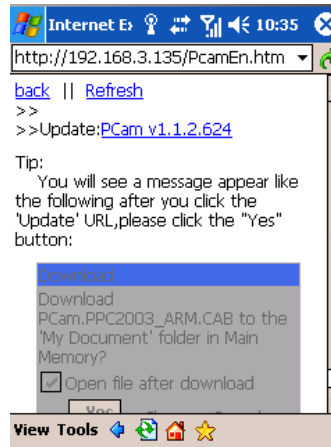 Internet Ex 10:35
http://192.168.3.135/PcamEn.htm
back || Refresh
>>
>>Update:PCam v1.1.2.624
Tip:
You will see a message appear like
the following after you click the
'Update' URL,please click the "Yes"
button:
Download
Download
PCam.PPC2003_ARM.CAB to the
'My Document' folder in Main
Memory?
Open file after download
Yes
View Tools